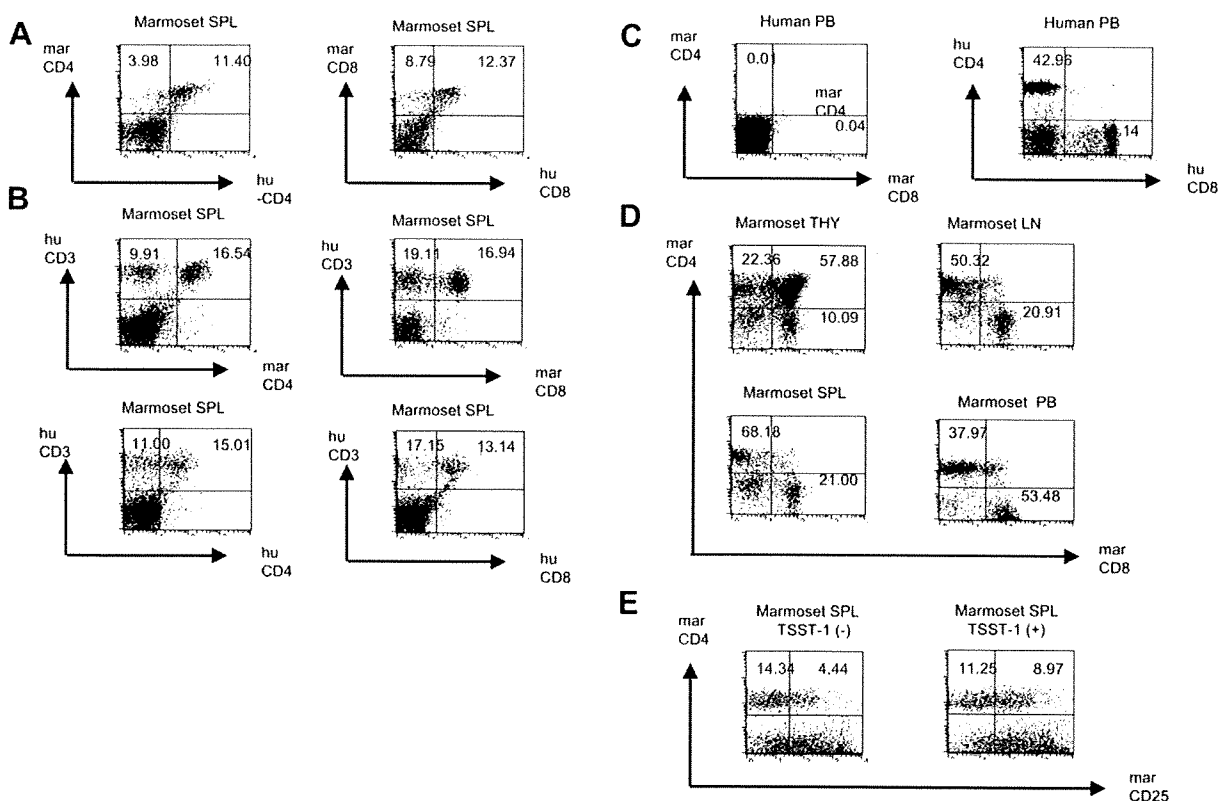 A
Marmoset SPL
mar
CD4
3.98
11.40
hu
-CD4
Marmoset SPL
mar
CD8
8.79
12.37
hu
CD8
B
Marmoset SPL
hu
CD3
9.91
16.54
mar
CD4
Marmoset SPL
hu
CD3
19.11
16.94
mar
CD8
Marmoset SPL
hu
CD3
11.00
15.01
hu
CD4
Marmoset SPL
hu
CD3
17.15
13.14
hu
CD8
C
Human PB
mar
CD4
0.01
mar
CD4
0.04
mar
CD8
Human PB
hu
CD4
42.96
hu
CD8
D
mar
CD4
Marmoset THY
22.36
57.88
10.09
Marmoset LN
50.32
20.91
Marmoset SPL
68.18
21.00
Marmoset PB
37.97
53.48
mar
CD8
E
mar
CD4
Marmoset SPL
TSST-1 (-)
14.34
4.44
Marmoset SPL
TSST-1 (+)
11.25
8.97
mar
CD25